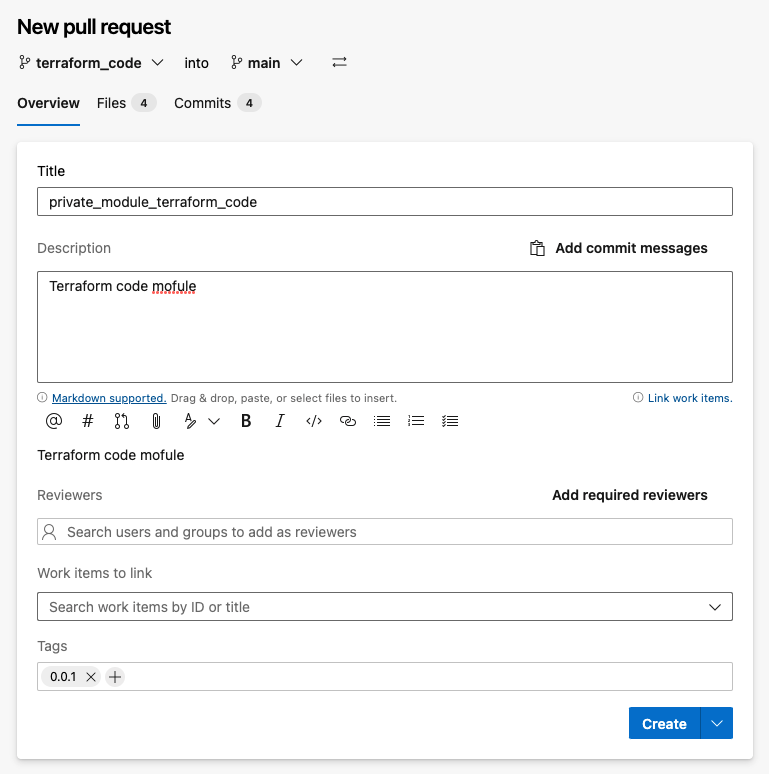 New pull request
terraform_code into main
Overview Files 4 Commits 4
Title
private_module_terraform_code
Description Add commit messages
Terraform code mofule
Markdown supported. Drag & drop, paste, or select files to insert. Link work items.
@ # B I </>
Terraform code mofule
Reviewers Add required reviewers
Search users and groups to add as reviewers
Work items to link
Search work items by ID or title
Tags
0.0.1
Create